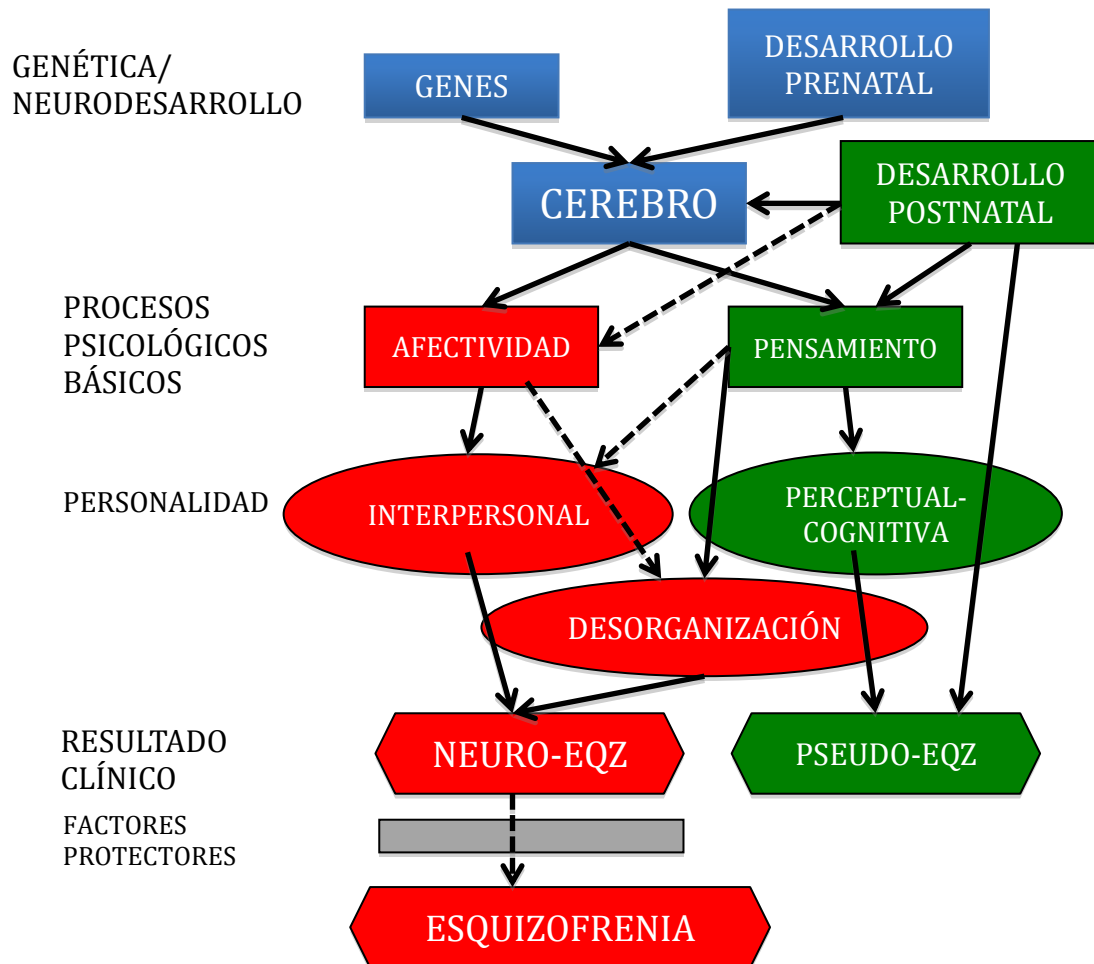 GENÉTICA/
NEURODESARROLLO
GENES
DESARROLLO
PRENATAL
CEREBRO
DESARROLLO
POSTNATAL
PROCESOS
PSICOLÓGICOS
BÁSICOS
AFECTIVIDAD
PENSAMIENTO
PERSONALIDAD
INTERPERSONAL
PERCEPTUAL-
COGNITIVA
DESORGANIZACIÓN
RESULTADO
CLÍNICO
NEURO-EQZ
PSEUDO-EQZ
FACTORES
PROTECTORES
ESQUIZOFRENIA